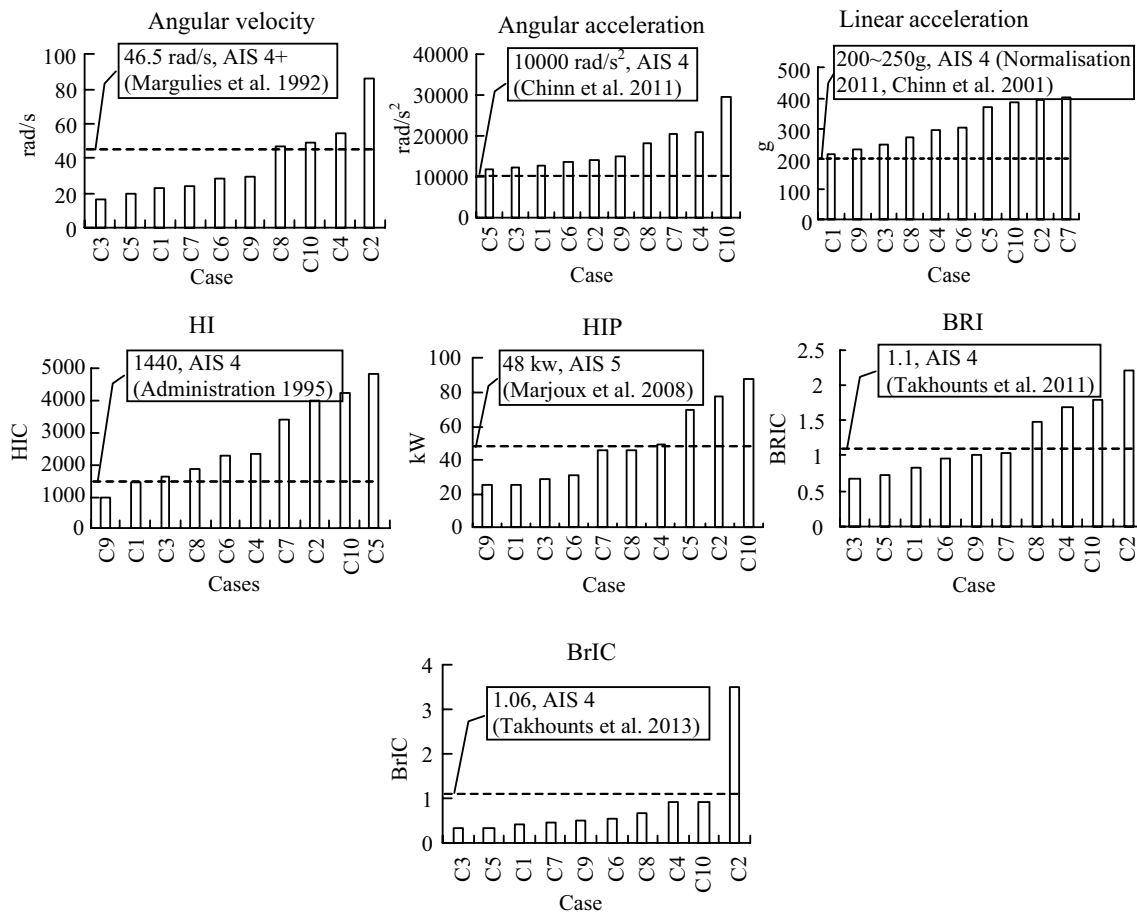 Angular velocity
100
80
60
40
20
0
rad/s
46.5 rad/s, AIS 4+
(Margulies et al. 1992)
C3 C5 C1 C7 C6 C9 C8 C10 C4 C2
Case
Angular acceleration
40000
30000
20000
10000
0
rad/s²
10000 rad/s², AIS 4
(Chinn et al. 2011)
C5 C3 C1 C6 C2 C9 C8 C7 C4 C10
Case
Linear acceleration
500
400
300
200
100
0
g
200~250g, AIS 4 (Normalisation
2011, Chinn et al. 2001)
C1 C9 C3 C8 C4 C6 C5 C10 C2 C7
Case
HI
5000
4000
3000
2000
1000
0
HIC
1440, AIS 4
(Administration 1995)
C9 C1 C3 C8 C6 C4 C7 C2 C10 C5
Cases
HIP
100
80
60
40
20
0
kW
48 kw, AIS 5
(Marjoux et al. 2008)
C9 C1 C3 C6 C7 C8 C4 C5 C2 C10
Case
BRI
2.5
2
1.5
1
0.5
0
BRIC
1.1, AIS 4
(Takhounts et al. 2011)
C3 C5 C1 C6 C9 C7 C8 C4 C10 C2
Case
BrIC
4
3
2
1
0
BrIC
1.06, AIS 4
(Takhounts et al. 2013)
C3 C5 C1 C7 C9 C6 C8 C4 C10 C2
Case